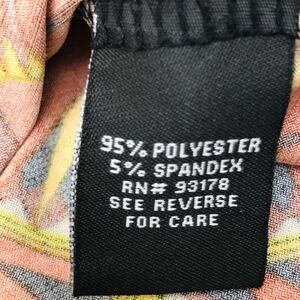 95% POLYESTER
5% SPANDEX
RN# 93178
SEE REVERSE
FOR CARE